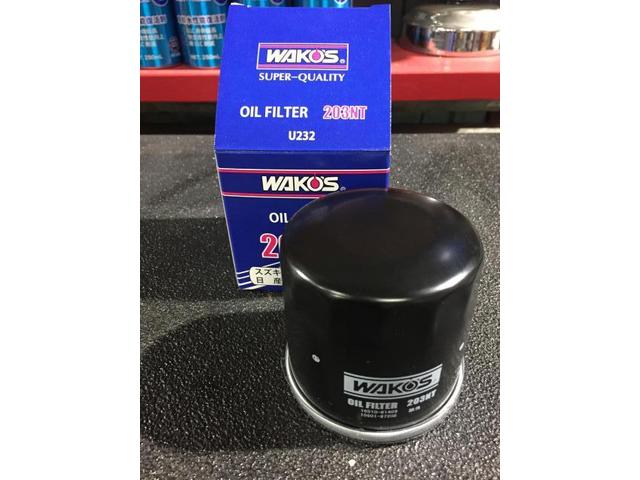 WAKO'S®
SUPER-QUALITY
OIL FILTER 203NT
U232
WAKO'S®
OIL
20
スズキ
日産
WAKO'S
OIL FILTER 203NT